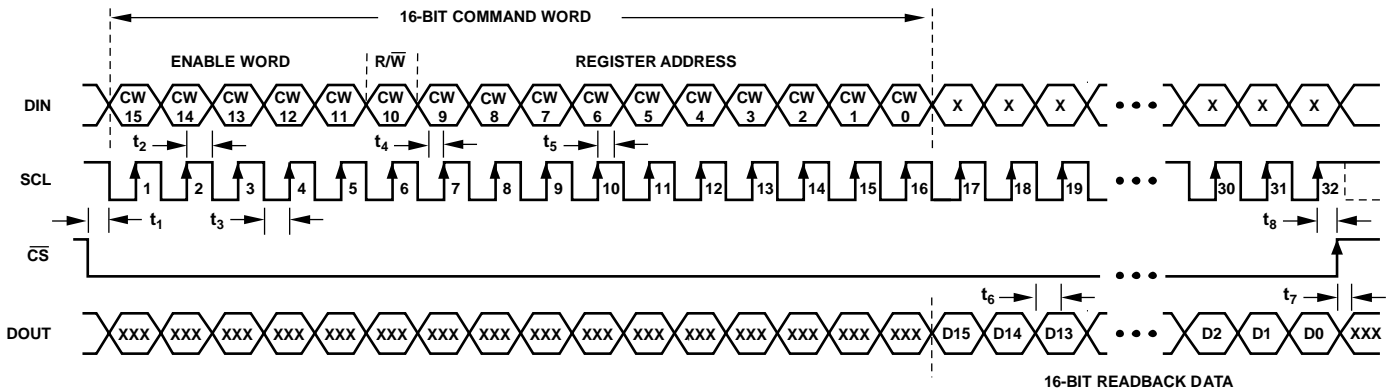 16-BIT COMMAND WORD
ENABLE WORD R/W̅ REGISTER ADDRESS
DIN CW 15 CW 14 CW 13 CW 12 CW 11 CW 10 CW 9 CW 8 CW 7 CW 6 CW 5 CW 4 CW 3 CW 2 CW 1 CW 0 X X X X X X
t2 t4 t5
SCL 1 2 3 4 5 6 7 8 9 10 11 12 13 14 15 16 17 18 19 30 31 32
t1 t3 t8
C̅S̅
t6 t7
DOUT XXX XXX XXX XXX XXX XXX XXX XXX XXX XXX XXX XXX XXX XXX XXX XXX D15 D14 D13 D2 D1 D0 XXX
16-BIT READBACK DATA